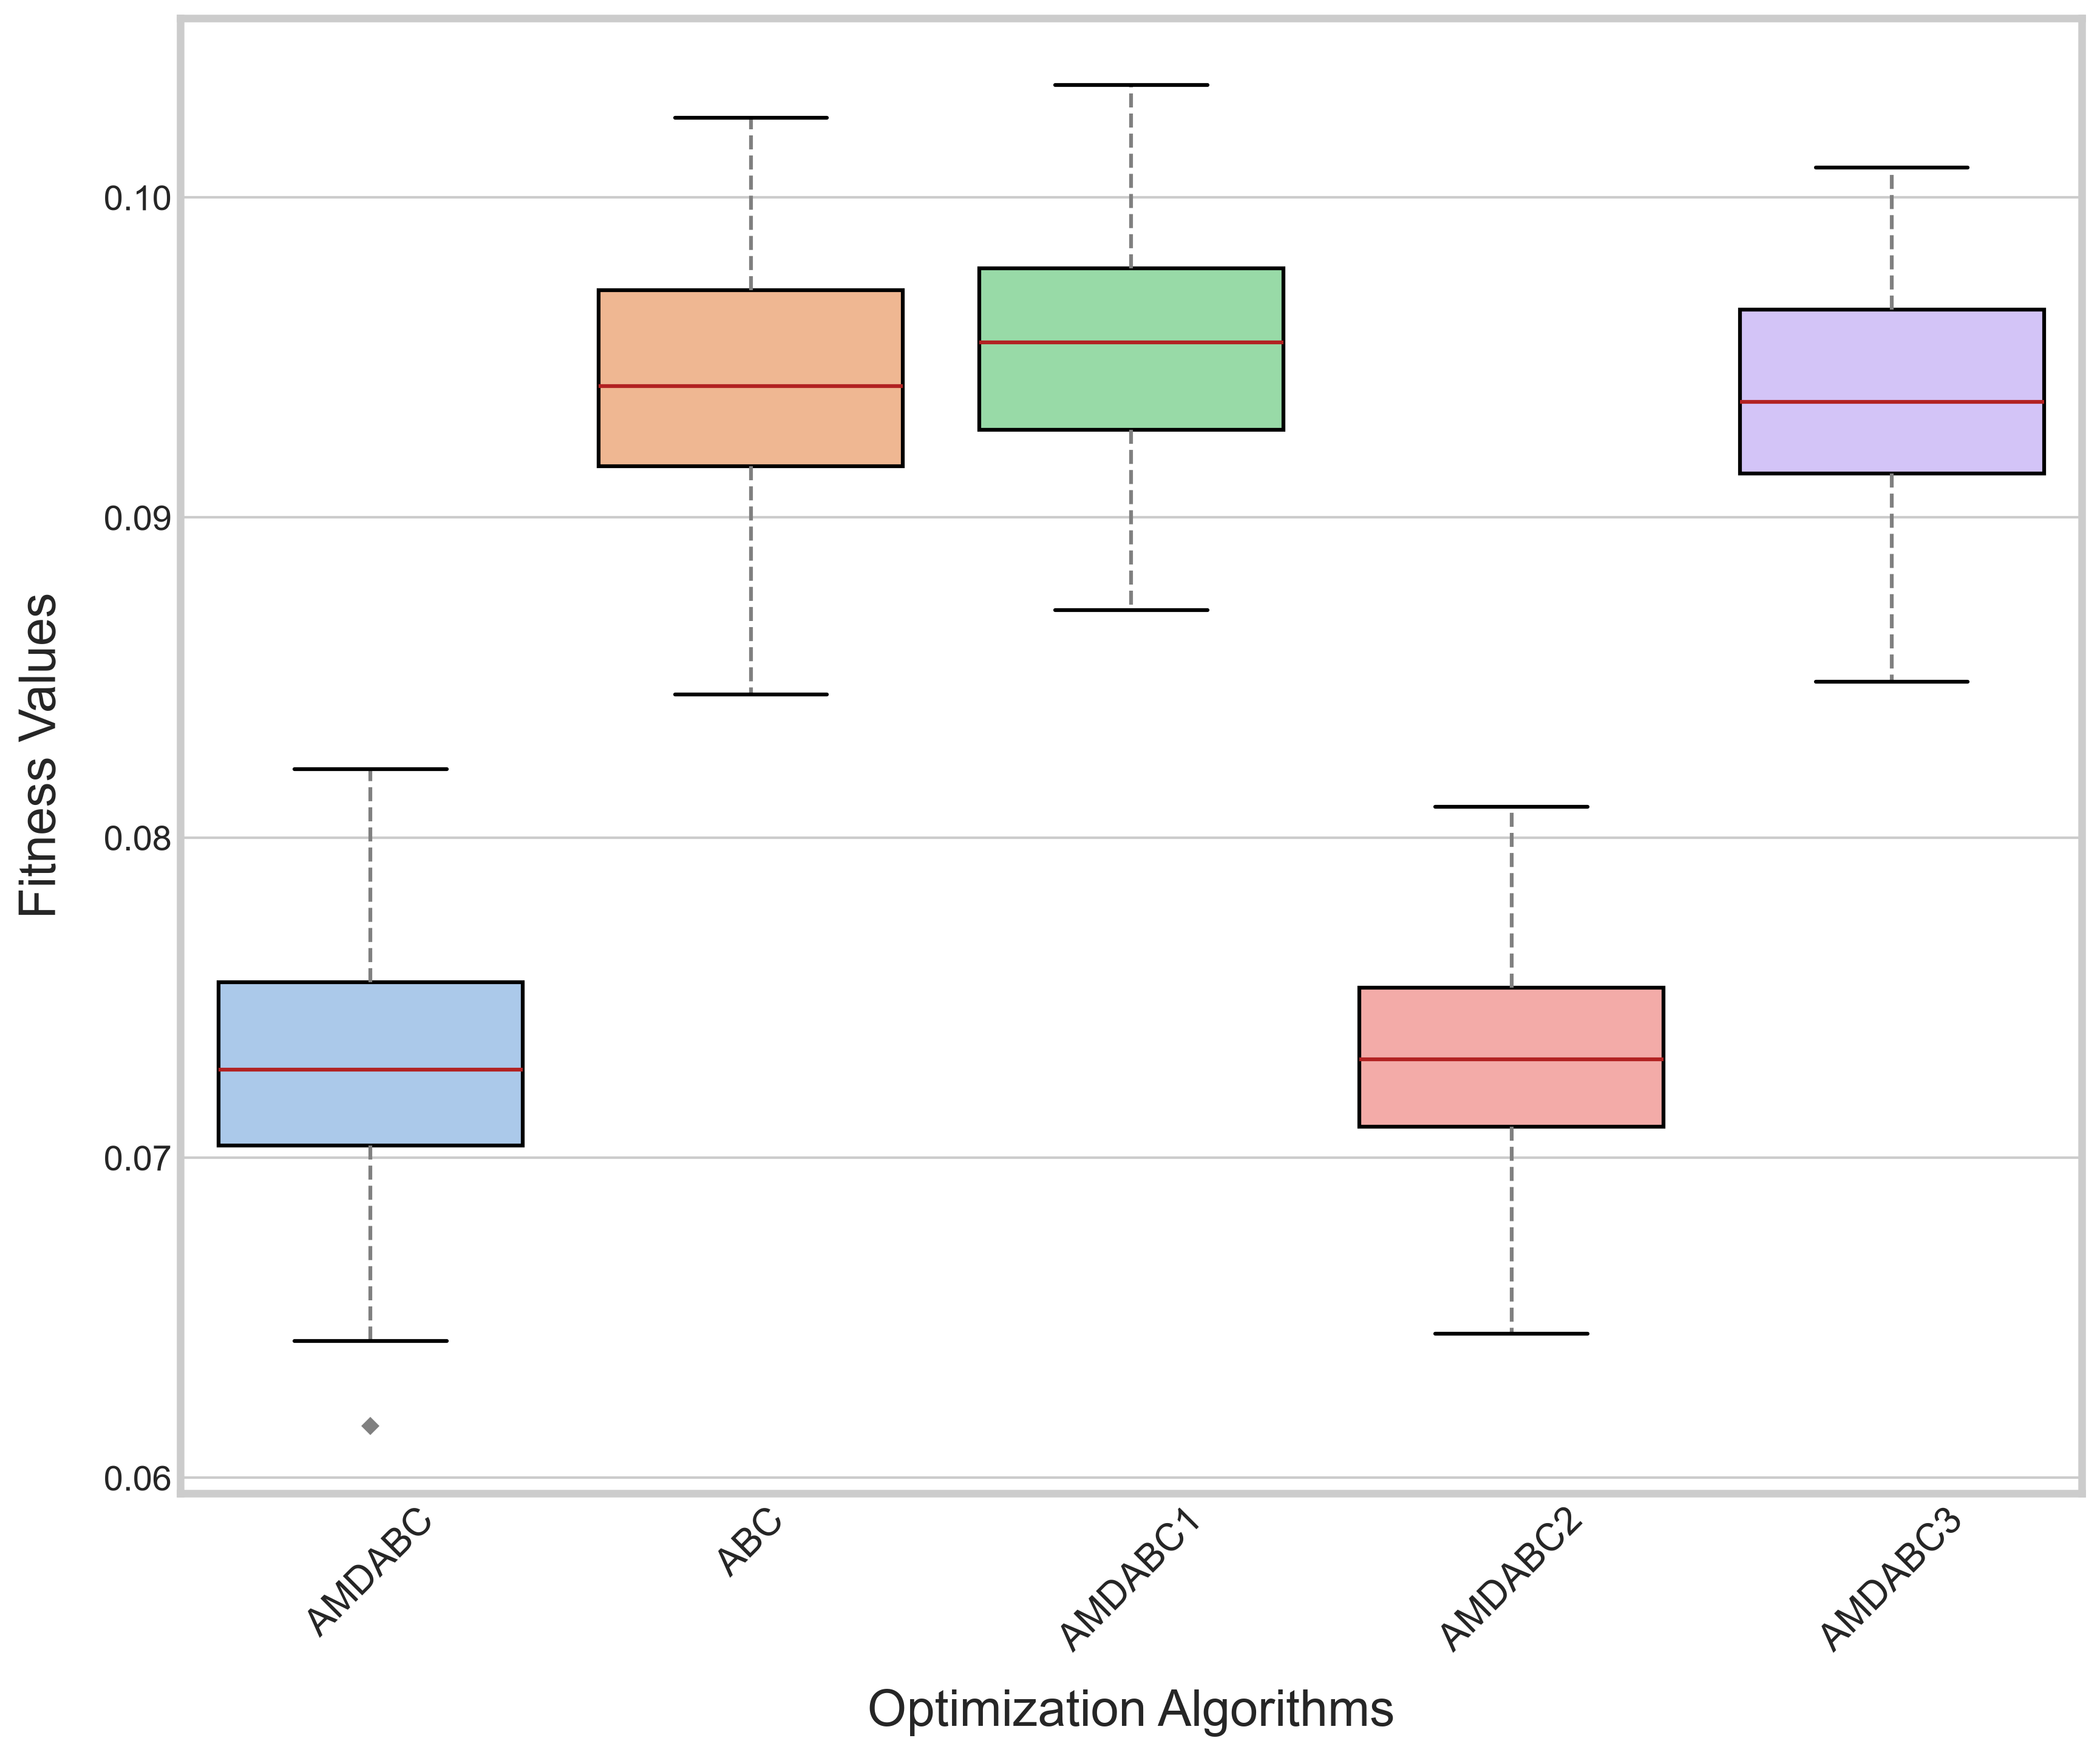 Fitness Values
0.10
0.09
0.08
0.07
0.06
AMDABC
ABC
AMDABC1
AMDABC2
AMDABC3
Optimization Algorithms